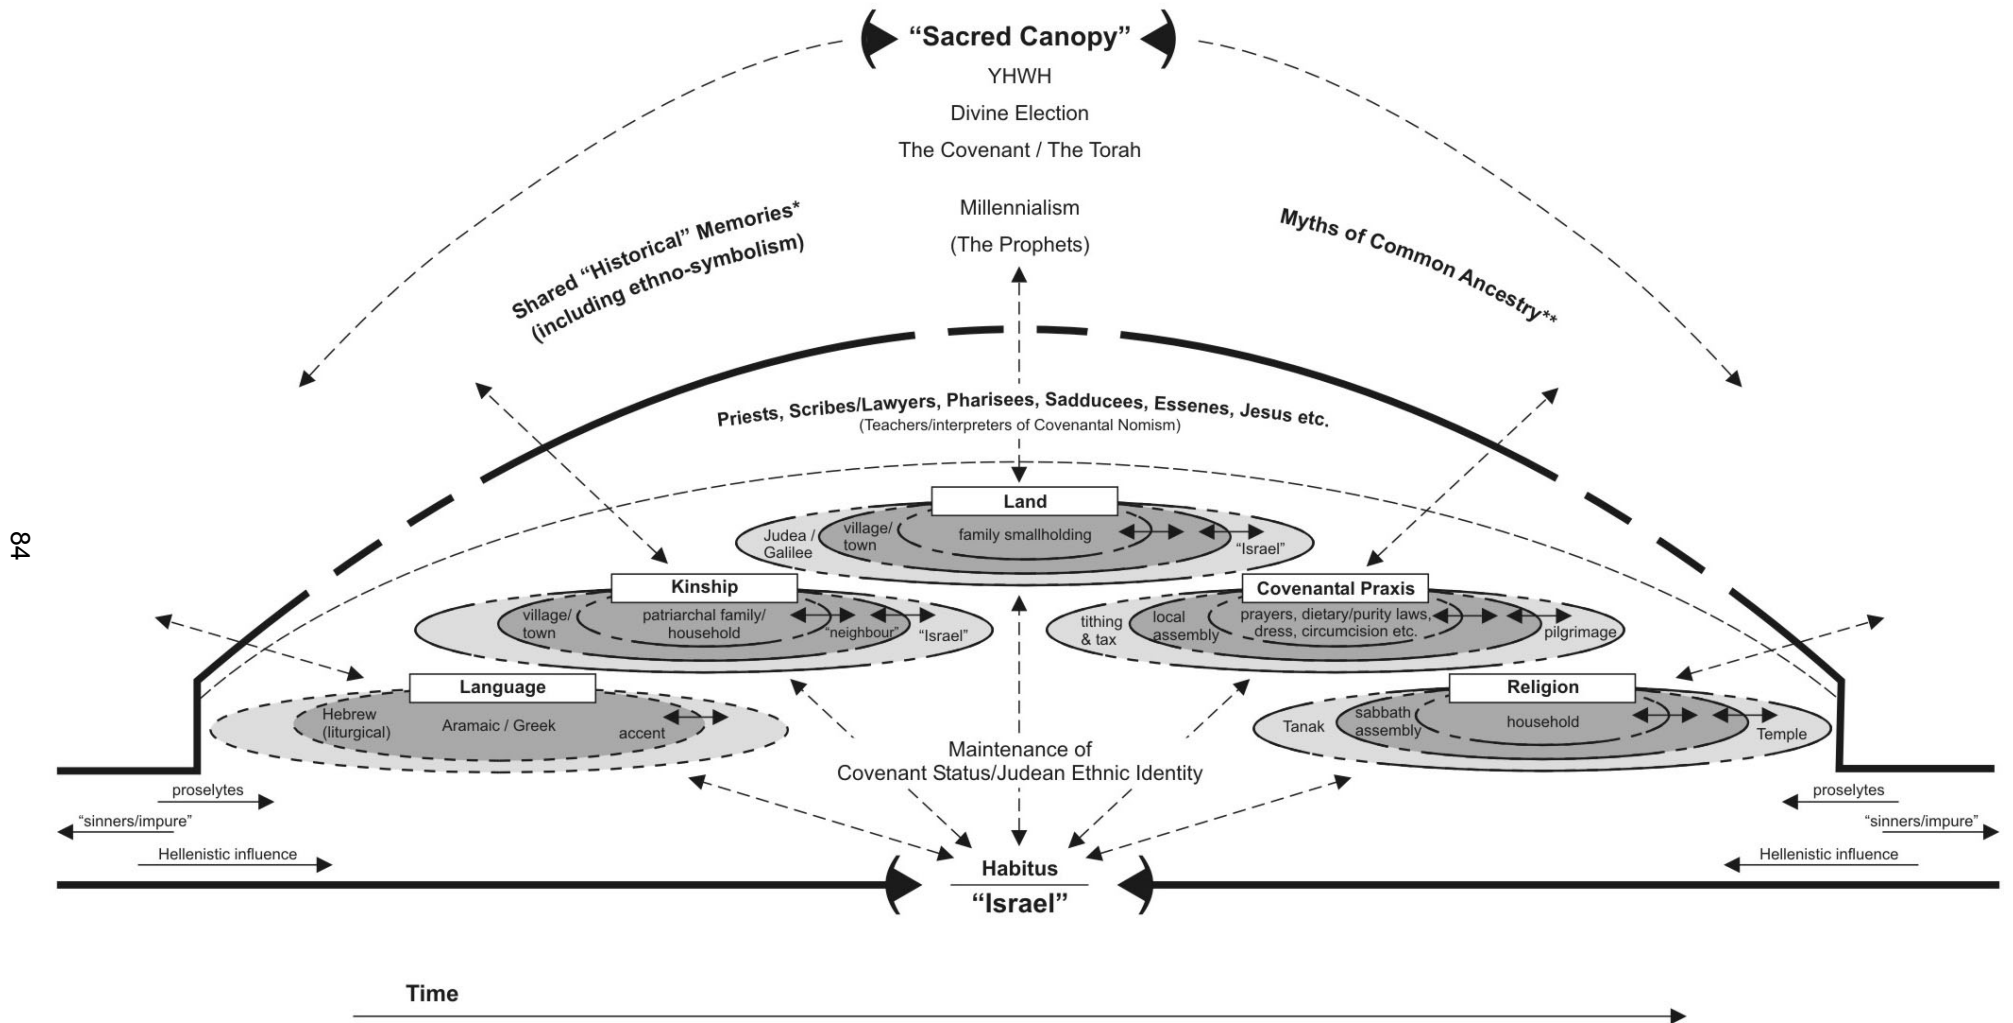 “Sacred Canopy”
YHWH
Divine Election
The Covenant / The Torah
Millennialism
(The Prophets)
Shared “Historical” Memories*
(including ethno-symbolism)
Myths of Common Ancestry**
Priests, Scribes/Lawyers, Pharisees, Sadducees, Essenes, Jesus etc.
(Teachers/interpreters of Covenantal Nomism)
Land
Judea /
Galilee
village/
town
family smallholding
“Israel”
Kinship
village/
town
patriarchal family/
household
“neighbour”
“Israel”
Covenantal Praxis
tithing
& tax
local
assembly
prayers, dietary/purity laws,
dress, circumcision etc.
pilgrimage
Language
Hebrew
(liturgical)
Aramaic / Greek
accent
Religion
Tanak
sabbath
assembly
household
Temple
Maintenance of
Covenant Status/Judean Ethnic Identity
proselytes
“sinners/impure”
Hellenistic influence
proselytes
“sinners/impure”
Hellenistic influence
Habitus
“Israel”
Time
84